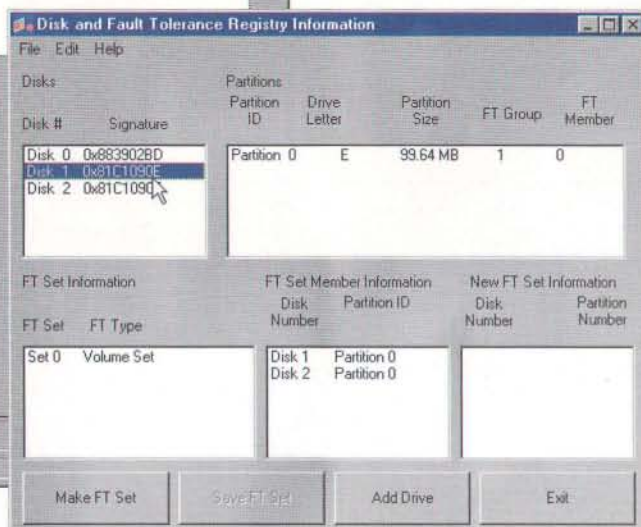 Disk and Fault Tolerance Registry Information
File Edit Help
Disks
Disk # Signature
Disk 0 0x883902BD
Disk 1 0x81C1090E
Disk 2 0x81C1090
Partitions
Partition ID Drive Letter Partition Size FT Group FT Member
Partition 0 E 99.64 MB 1 0
FT Set Information
FT Set FT Type
Set 0 Volume Set
FT Set Member Information
Disk Number Partition ID
Disk 1 Partition 0
Disk 2 Partition 0
New FT Set Information
Disk Number Partition Number
Make FT Set Save FT Set Add Drive Exit